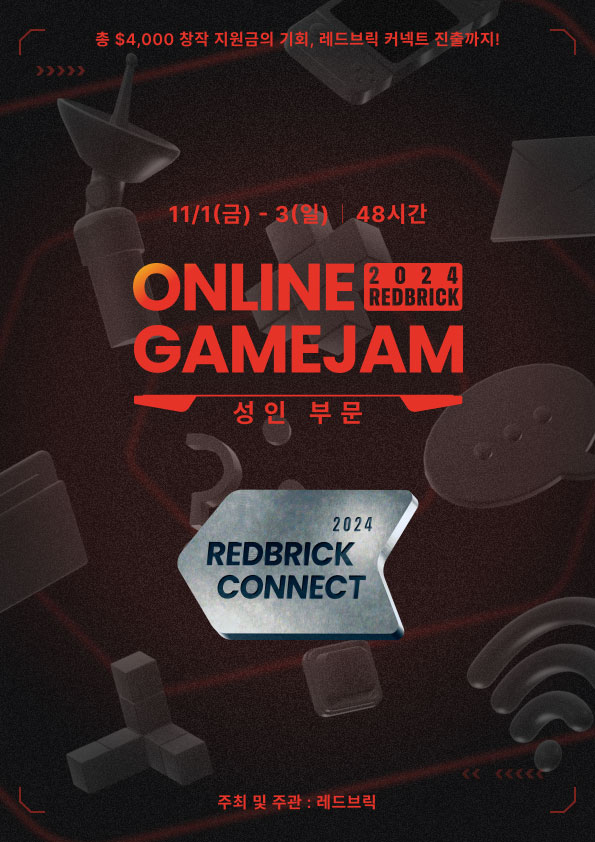 총 $4,000 창작 지원금의 기회, 레드브릭 커넥트 진출까지!
11/1(금) - 3(일) | 48시간
ONLINE 2024 REDBRICK
GAMEJAM
성인 부문
2024
REDBRICK
CONNECT
주최 및 주관 : 레드브릭